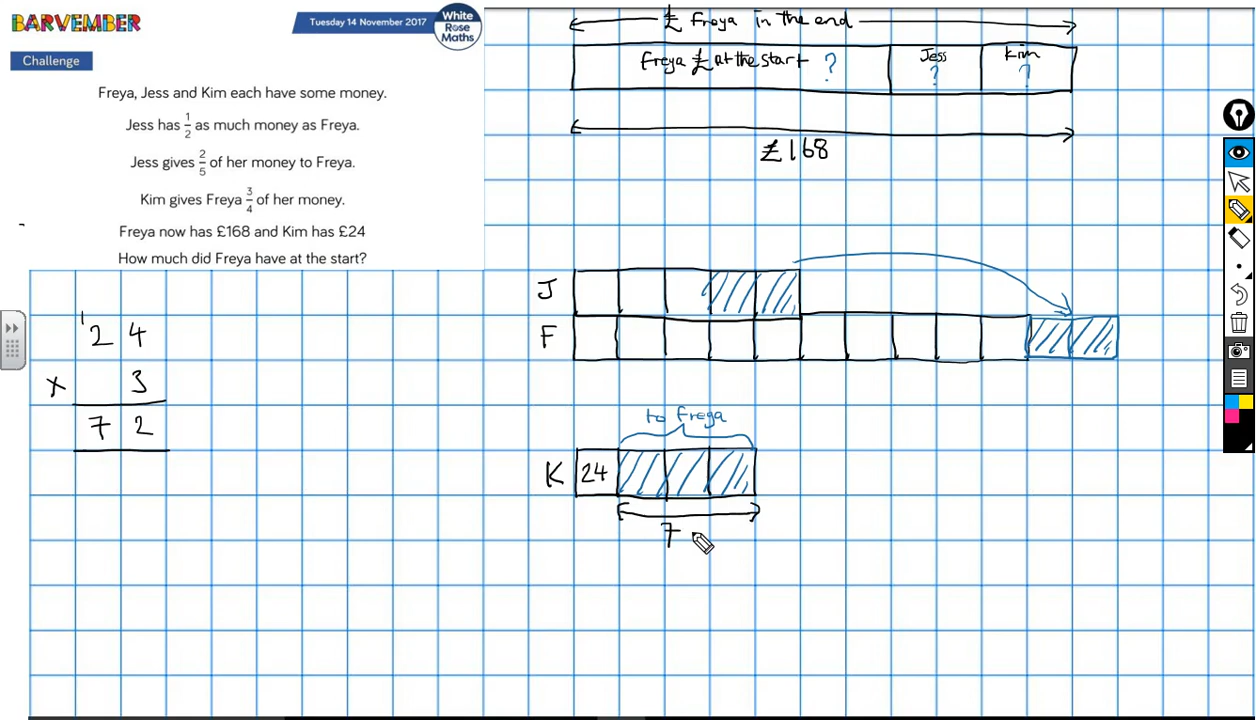 BARVEMBER
Tuesday 14 November 2017
White
Rose
Maths
Challenge
Freya, Jess and Kim each have some money.
Jess has 1/2 as much money as Freya.
Jess gives 2/5 of her money to Freya.
Kim gives Freya 3/4 of her money.
Freya now has £168 and Kim has £24
How much did Freya have at the start?
£ Freya in the end
Freya £ at the start ? Jess ? Kim ?
£168
J
F
to Freya
K 24
7
1
2 4
x 3
7 2